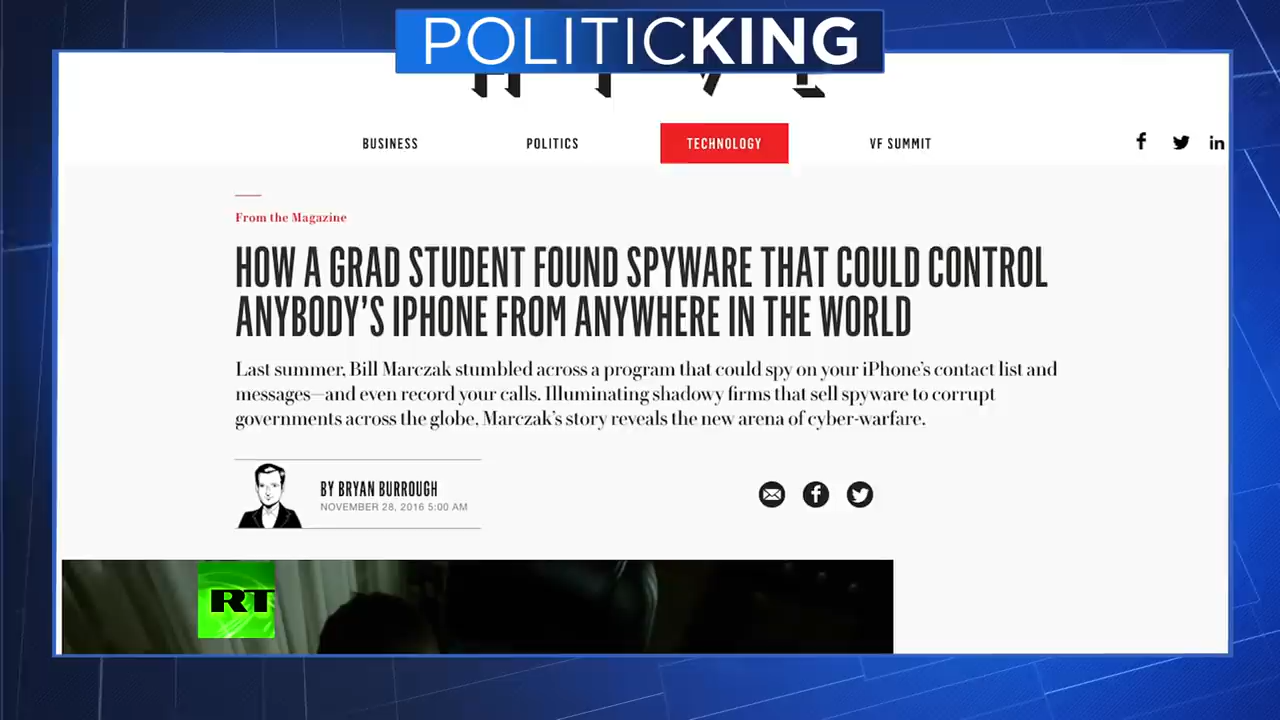 POLITICKING
BUSINESS
POLITICS
TECHNOLOGY
VF SUMMIT
From the Magazine
HOW A GRAD STUDENT FOUND SPYWARE THAT COULD CONTROL
ANYBODY'S IPHONE FROM ANYWHERE IN THE WORLD
Last summer, Bill Marczak stumbled across a program that could spy on your iPhone's contact list and
messages—and even record your calls. Illuminating shadowy firms that sell spyware to corrupt
governments across the globe, Marczak's story reveals the new arena of cyber-warfare.
BY BRYAN BURROUGH
NOVEMBER 28, 2016 5:00 AM
RT